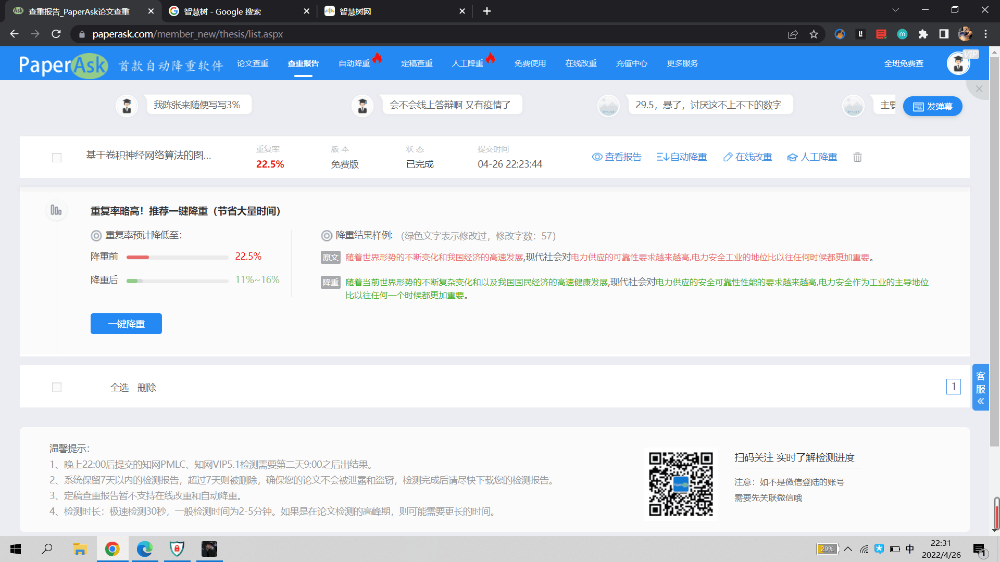 查重报告_PaperAsk论文查重
智慧树 - Google 搜索
智慧树网
paperask.com/member_new/thesis/list.aspx
PaperAsk 首款自动降重软件
论文查重 查重报告 自动降重 定稿查重 人工降重 免费使用 在线改重 充值中心 更多服务 全班免费查 VIP
我陈张来随便写写3%
会不会线上答辩啊 又有疫情了
29.5，悬了，讨厌这不上不下的数字
主要
发弹幕
基于卷积神经网络算法的图...
重复率 版 本 状 态 提交时间
22.5% 免费版 已完成 04-26 22:23:44
查看报告 自动降重 在线改重 人工降重
重复率略高！推荐一键降重（节省大量时间）
重复率预计降低至：
降重前 22.5%
降重后 11%~16%
一键降重
降重结果样例: （绿色文字表示修改过，修改字数：57）
原文 随着世界形势的不断变化和我国经济的高速发展,现代社会对电力供应的可靠性要求越来越高,电力安全工业的地位比以往任何时候都更加重要。
降重 随着当前世界形势的不断复杂变化和以及我国国民经济的高速健康发展,现代社会对电力供应的安全可靠性性能的要求越来越高,电力安全作为工业的主导地位
比以往任何一个时候都更加重要。
全选 删除
1
客
服
«
温馨提示：
1、晚上22:00后提交的知网PMLC、知网VIP5.1检测需要第二天9:00之后出结果。
2、系统保留7天以内的检测报告，超过7天则被删除，确保您的论文不会被泄露和盗窃，检测完成后请尽快下载您的检测报告。
3、定稿查重报告暂不支持在线改重和自动降重。
4、检测时长：极速检测30秒，一般检测时间为2-5分钟。如果是在论文检测的高峰期，则可能需要更长的时间。
扫码关注 实时了解检测进度
注意：如不是微信登陆的账号
需要先关联微信哦
29%
中
22:31
2022/4/26
1